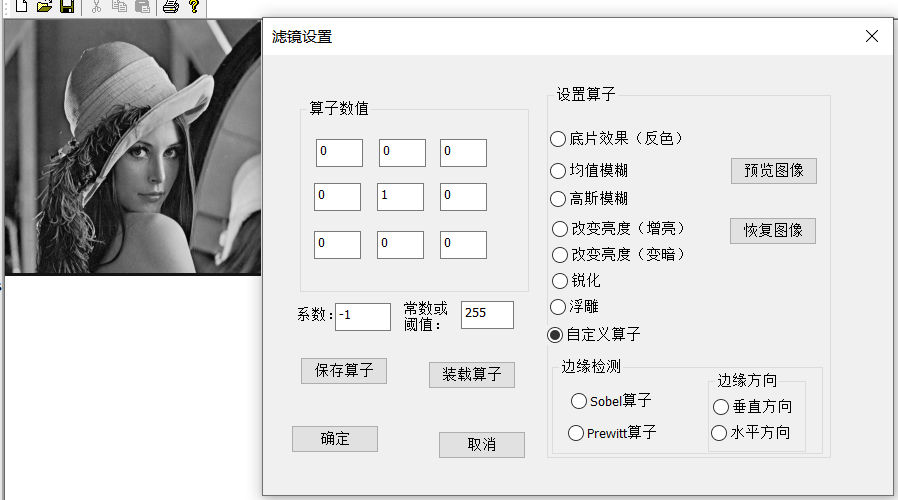 滤镜设置
算子数值
0 0 0
0 1 0
0 0 0
系数: -1
常数或
阈值: 255
保存算子
装载算子
确定
取消
设置算子
底片效果（反色）
均值模糊
高斯模糊
改变亮度（增亮）
改变亮度（变暗）
锐化
浮雕
自定义算子
预览图像
恢复图像
边缘检测
Sobel算子
Prewitt算子
边缘方向
垂直方向
水平方向